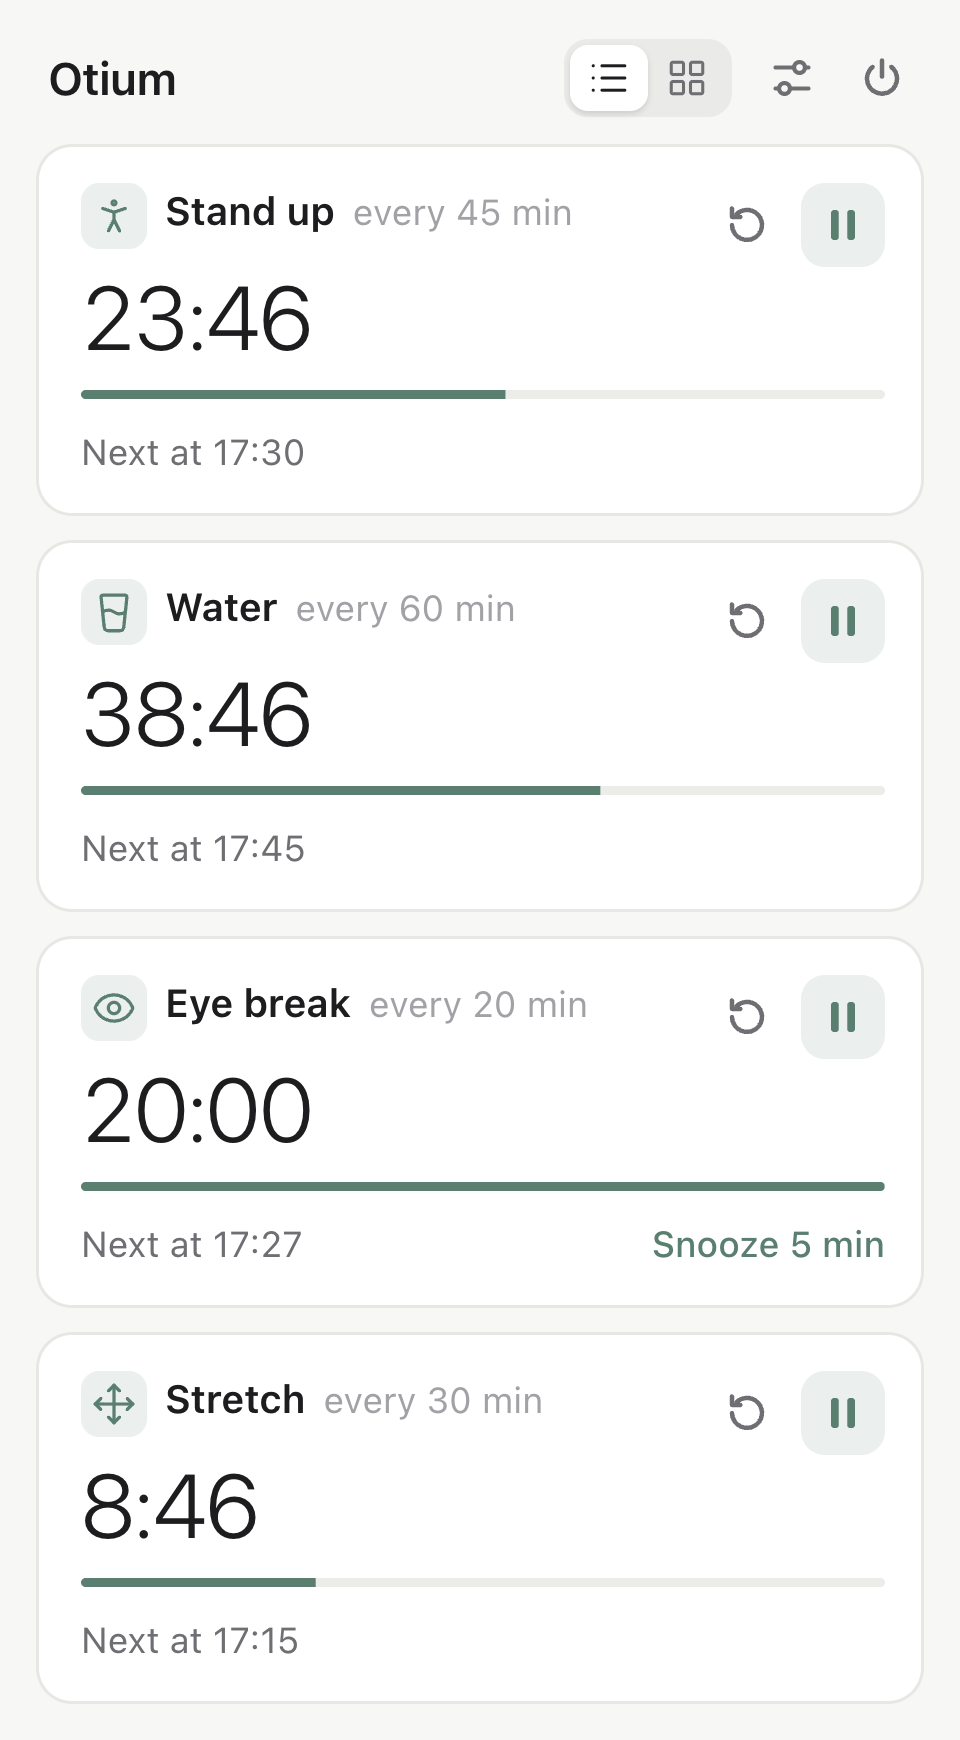 Otium
Stand up every 45 min
23:46
Next at 17:30
Water every 60 min
38:46
Next at 17:45
Eye break every 20 min
20:00
Next at 17:27 Snooze 5 min
Stretch every 30 min
8:46
Next at 17:15